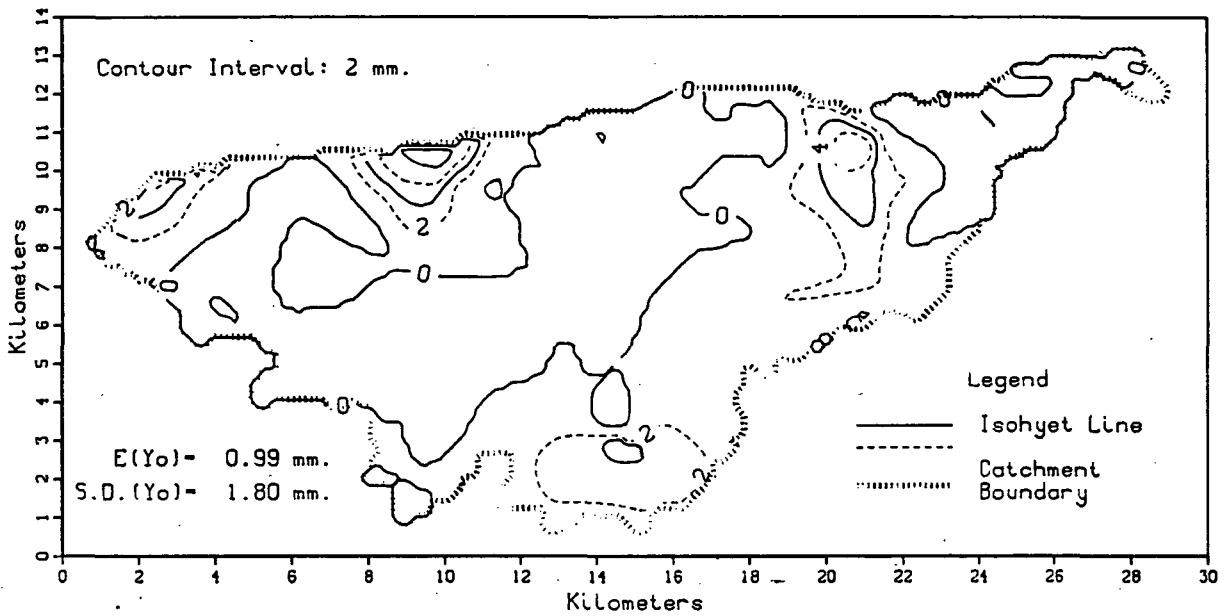 Contour Interval: 2 mm.
E(Yo)= 0.99 mm.
S.D.(Yo)= 1.80 mm.
Legend
Isohyet Line
Catchment
Boundary
2
2
4
0
0
0
0
0
0
0
0
2
2
Kilometers
0 1 2 3 4 5 6 7 8 9 10 11 12 13 14
0 2 4 6 8 10 12 14 16 18 20 22 24 26 28 30
Kilometers